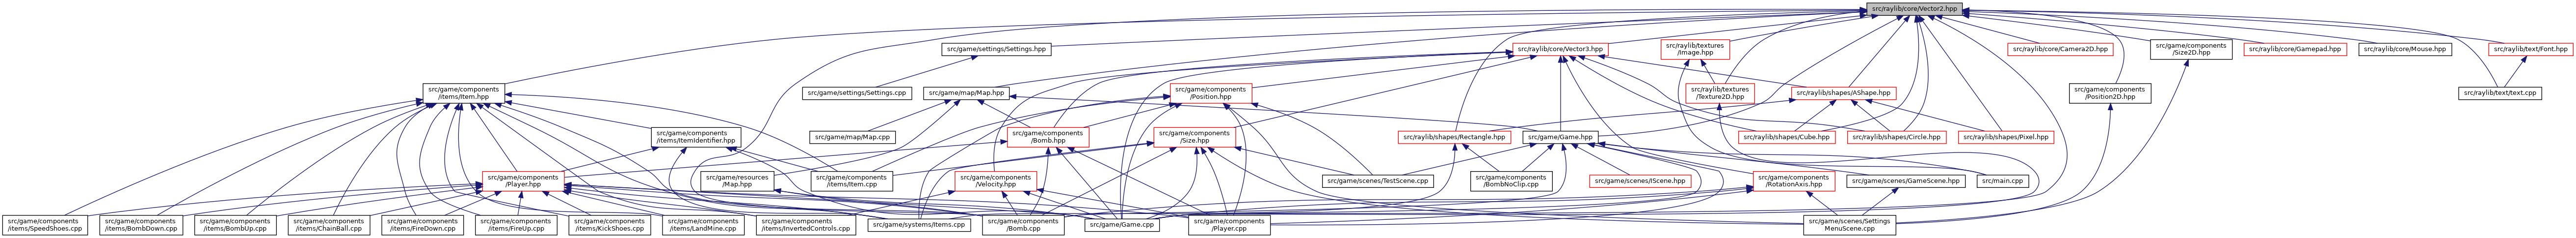 src/raylib/core/Vector2.hpp
src/game/settings/Settings.hpp
src/raylib/core/Vector3.hpp
src/raylib/textures
/Image.hpp
src/raylib/core/Camera2D.hpp
src/game/components
/Size2D.hpp
src/raylib/core/Gamepad.hpp
src/raylib/core/Mouse.hpp
src/raylib/text/Font.hpp
src/game/components
/items/Item.hpp
src/game/settings/Settings.cpp
src/game/map/Map.hpp
src/game/components
/Position.hpp
src/raylib/textures
/Texture2D.hpp
src/raylib/shapes/AShape.hpp
src/game/components
/Position2D.hpp
src/raylib/text/text.cpp
src/game/components
/items/ItemIdentifier.hpp
src/game/map/Map.cpp
src/game/components
/Bomb.hpp
src/game/components
/Size.hpp
src/raylib/shapes/Rectangle.hpp
src/game/Game.hpp
src/raylib/shapes/Cube.hpp
src/raylib/shapes/Circle.hpp
src/raylib/shapes/Pixel.hpp
src/game/components
/Player.hpp
src/game/resources
/Map.hpp
src/game/components
/items/Item.cpp
src/game/components
/Velocity.hpp
src/game/scenes/TestScene.cpp
src/game/components
/BombNoClip.cpp
src/game/scenes/IScene.hpp
src/game/components
/RotationAxis.hpp
src/game/scenes/GameScene.hpp
src/main.cpp
src/game/components
/items/SpeedShoes.cpp
src/game/components
/items/BombDown.cpp
src/game/components
/items/BombUp.cpp
src/game/components
/items/ChainBall.cpp
src/game/components
/items/FireDown.cpp
src/game/components
/items/FireUp.cpp
src/game/components
/items/KickShoes.cpp
src/game/components
/items/LandMine.cpp
src/game/components
/items/InvertedControls.cpp
src/game/systems/Items.cpp
src/game/components
/Bomb.cpp
src/game/Game.cpp
src/game/components
/Player.cpp
src/game/scenes/Settings
MenuScene.cpp